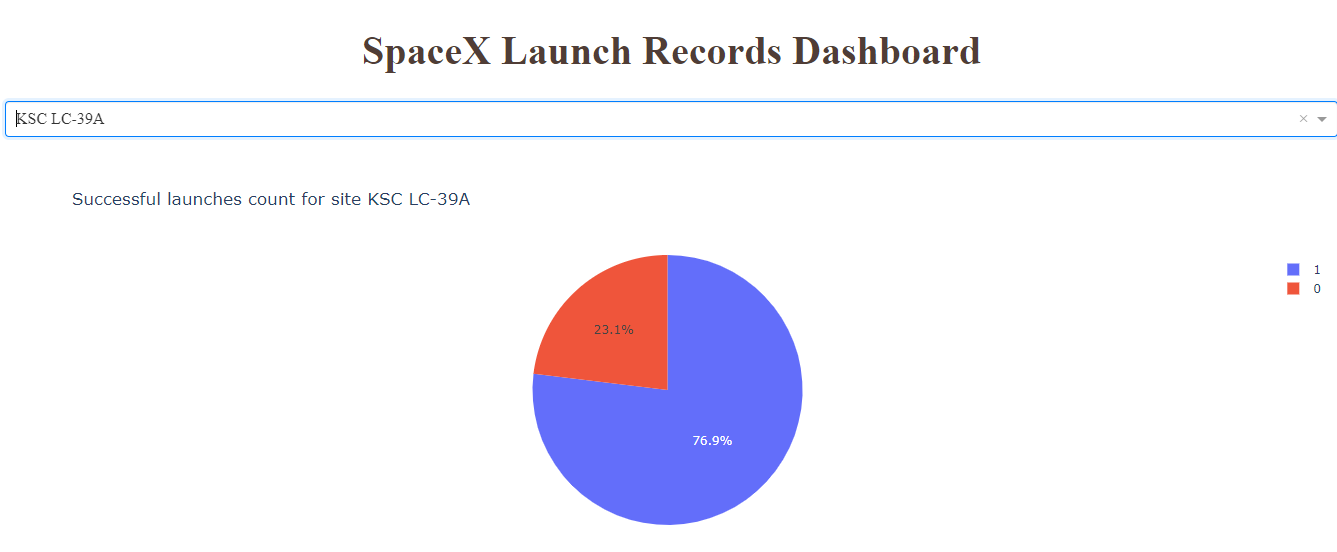 SpaceX Launch Records Dashboard
KSC LC-39A
Successful launches count for site KSC LC-39A
1
0
23.1%
76.9%